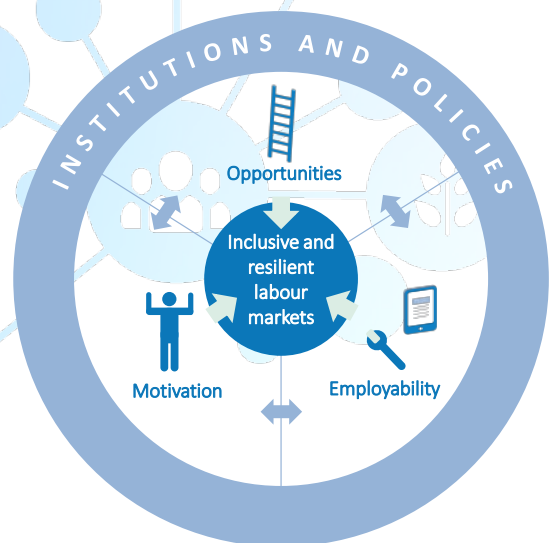 INSTITUTIONS AND POLICIES
Opportunities
Inclusive and
resilient
labour
markets
Motivation
Employability